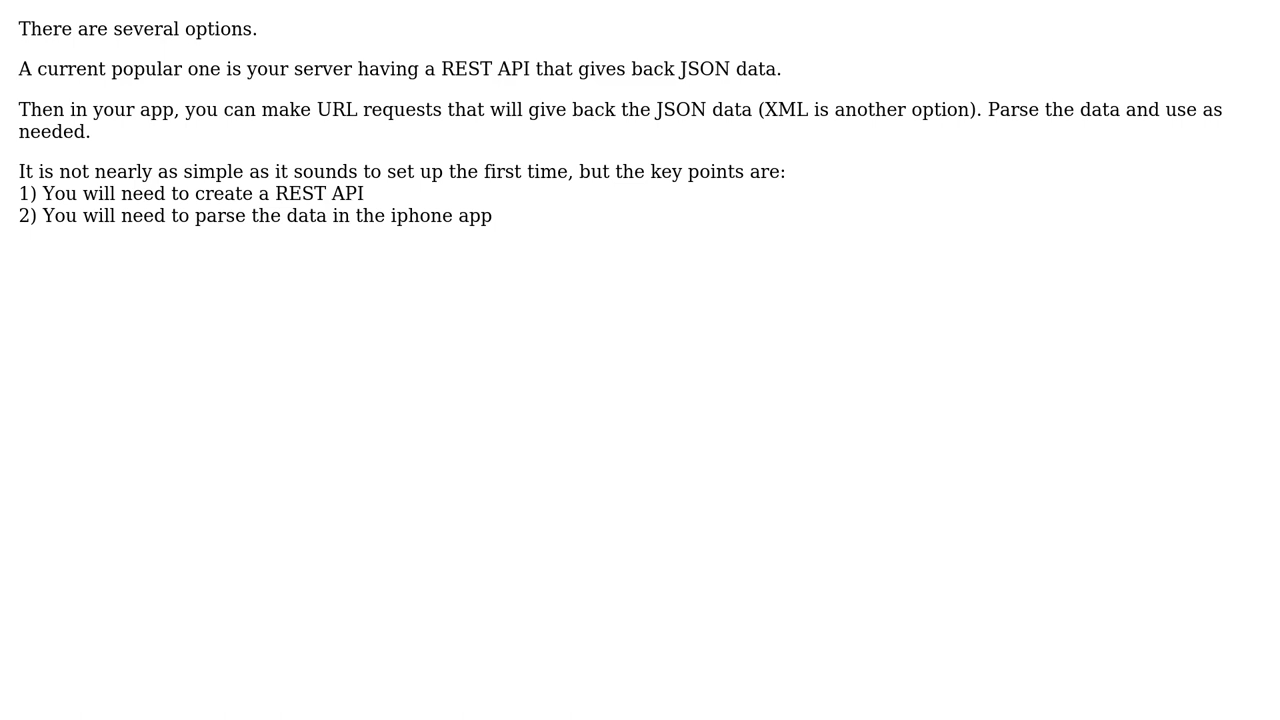 There are several options.
A current popular one is your server having a REST API that gives back JSON data.
Then in your app, you can make URL requests that will give back the JSON data (XML is another option). Parse the data and use as
needed.
It is not nearly as simple as it sounds to set up the first time, but the key points are:
1) You will need to create a REST API
2) You will need to parse the data in the iphone app